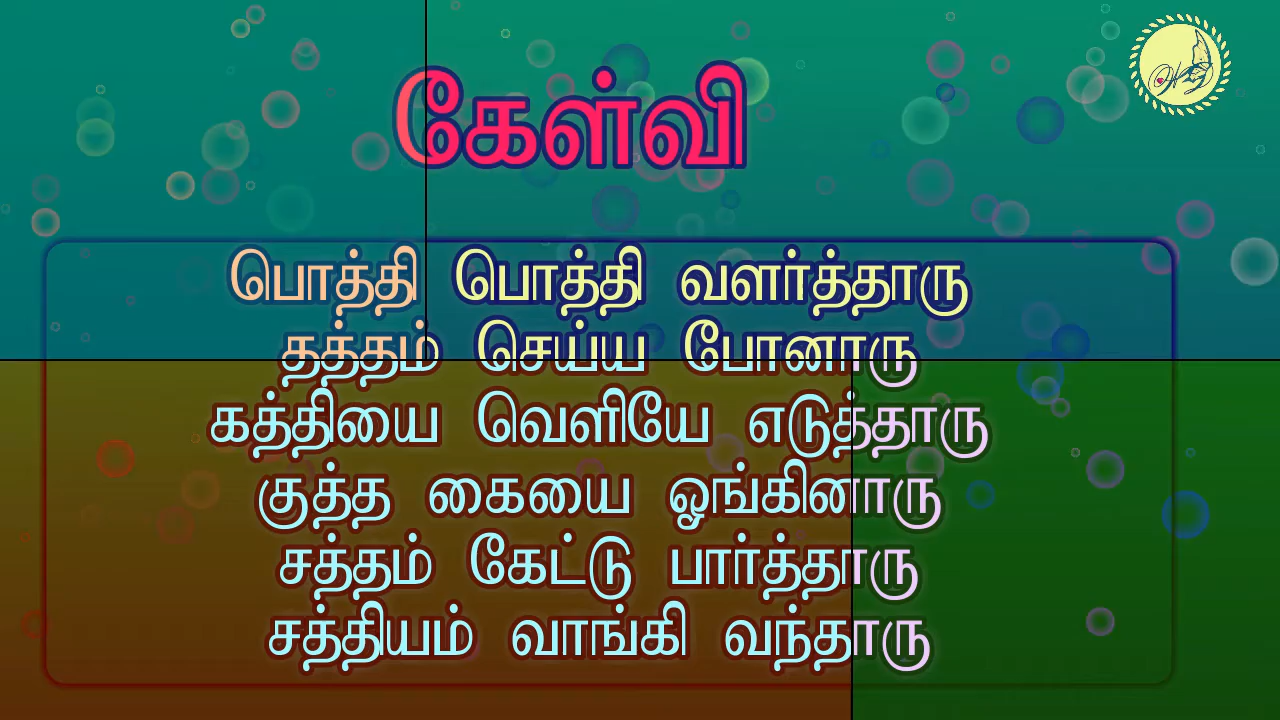 கேள்வி
பொத்தி பொத்தி வளர்த்தாரு
தத்தம் செய்ய போனாரு
கத்தியை வெளியே எடுத்தாரு
குத்த கையை ஓங்கினாரு
சத்தம் கேட்டு பார்த்தாரு
சத்தியம் வாங்கி வந்தாரு